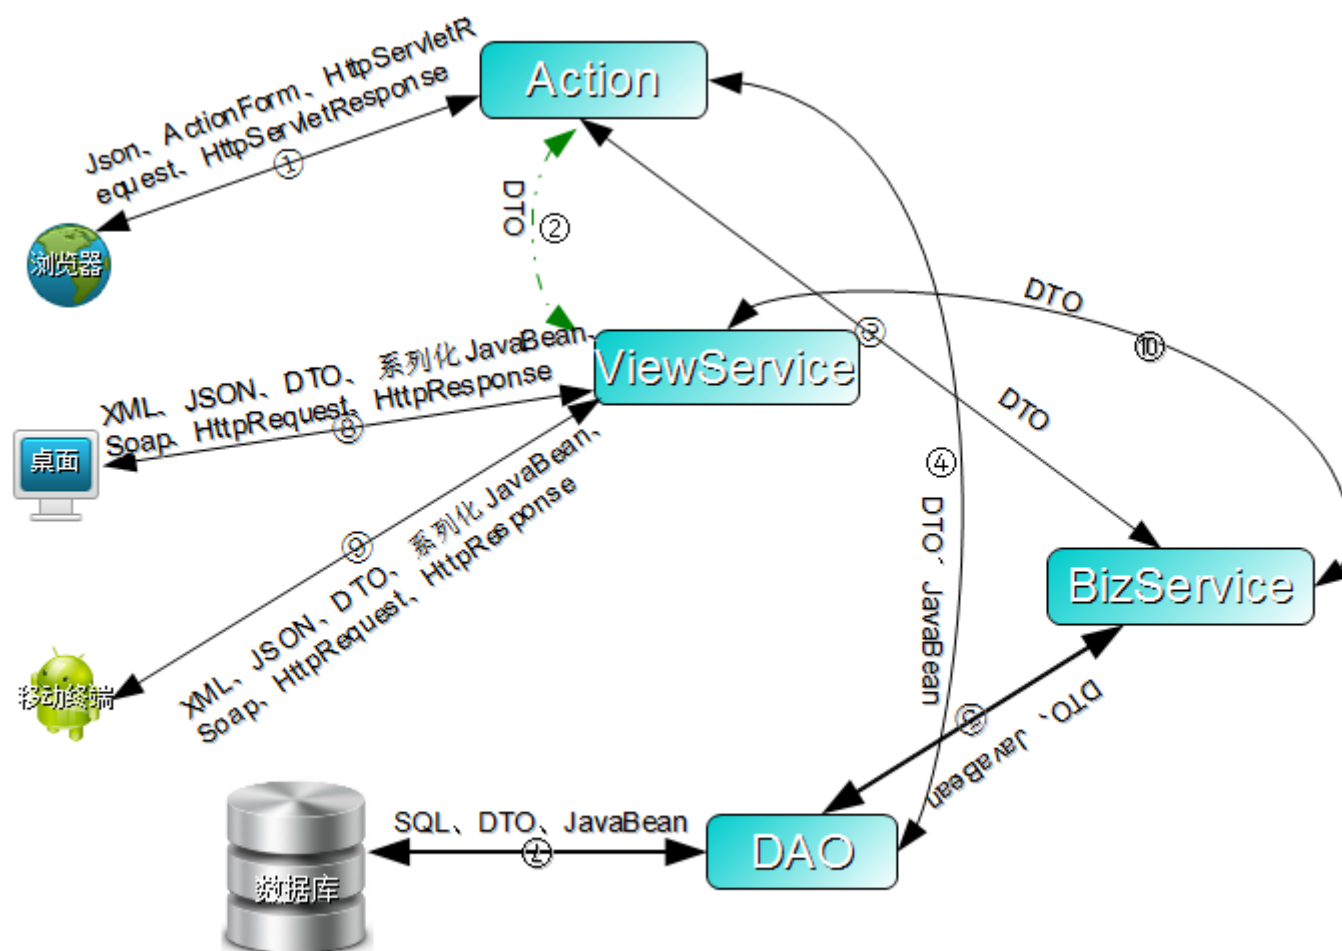 Json、ActionForm、HttpServletR
equest、HttpServletResponse
①
Action
DTO
②
浏览器
DTO
⑩
③
ViewService
XML、JSON、DTO、系列化JavaBean、
Soap、HttpRequest、HttpResponse
⑧
桌面
DTO
④
DTO、JavaBean
XML、JSON、DTO、系列化JavaBean、
Soap、HttpRequest、HttpResponse
⑨
BizService
移动终端
DTO、JavaBean
SQL、DTO、JavaBean
⑦
DAO
数据库